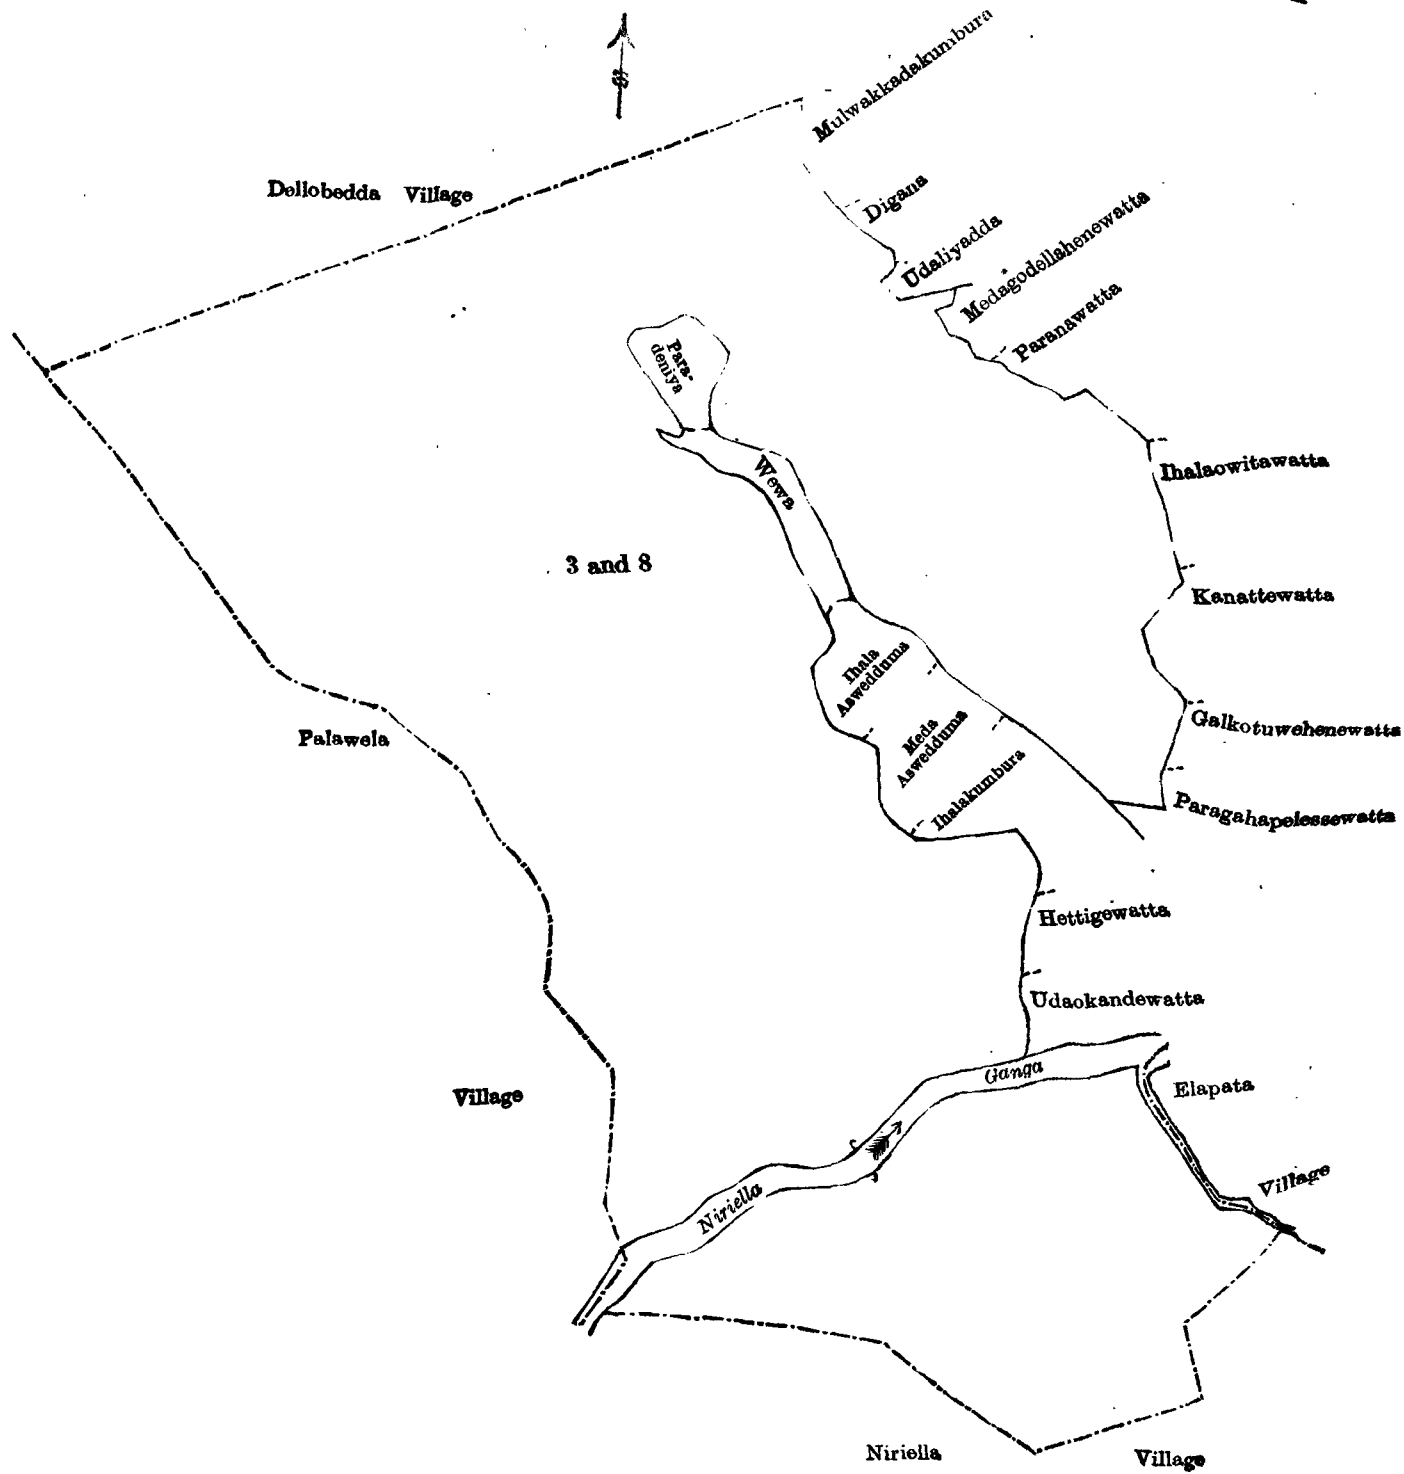 Mulwakkadakumbura
Dellobedda Village
Digana
Udaliyadda
Medagodellahenewatta
Paranawatta
Para-
deniya
Wewa
Ihalaowitawatta
3 and 8
Kanattewatta
Ihala
Aswedduma
Meda
Aswedduma
Ihalakumbura
Galkotuwehenewatta
Palawela
Paragahapelessewatta
Hettigewatta
Udaokandewatta
Ganga
Elapata
Village
Village
Niriella
Niriella Village